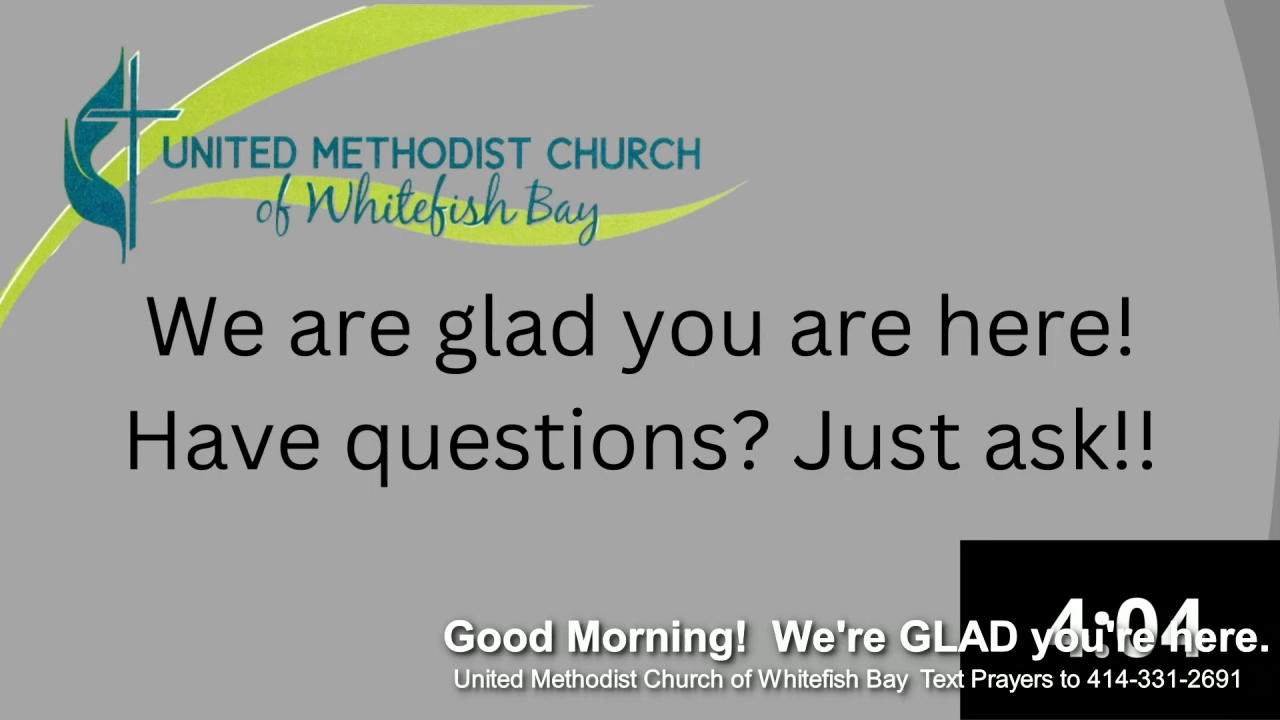 UNITED METHODIST CHURCH
of Whitefish Bay
We are glad you are here!
Have questions? Just ask!!
4:04
Good Morning!  We're GLAD you're here.
United Methodist Church of Whitefish Bay  Text Prayers to 414-331-2691